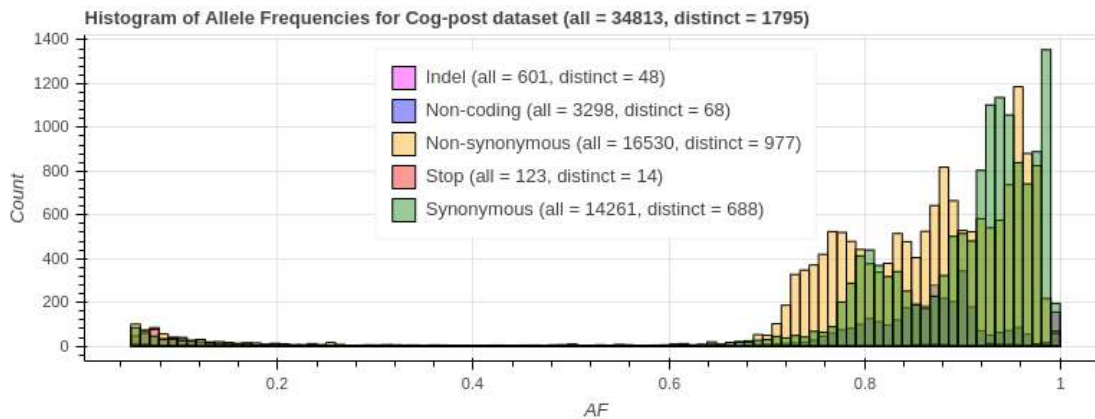 Histogram of Allele Frequencies for Cog-post dataset (all = 34813, distinct = 1795)
1400
1200
1000
800
600
400
200
0
Count
Indel (all = 601, distinct = 48)
Non-coding (all = 3298, distinct = 68)
Non-synonymous (all = 16530, distinct = 977)
Stop (all = 123, distinct = 14)
Synonymous (all = 14261, distinct = 688)
0.2
0.4
0.6
0.8
1
AF